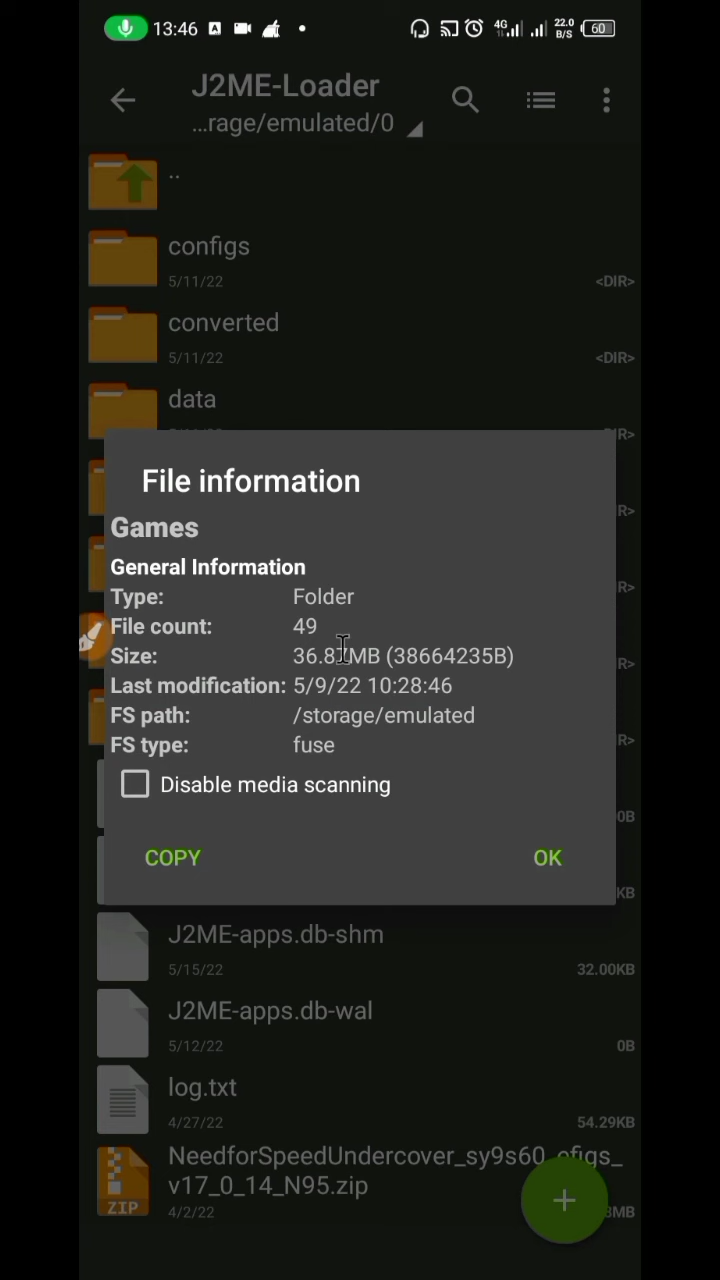 13:46 A 4G 22.0 B/S 60
J2ME-Loader
...rage/emulated/0
..
configs
5/11/22 <DIR>
converted
5/11/22 <DIR>
data
File information
Games
General Information
Type: Folder
File count: 49
Size: MB (38664235B)
Last modification: 5/9/22 10:28:46
FS path: /storage/emulated
FS type: fuse
Disable media scanning
COPY OK
J2ME-apps.db-shm
5/15/22 32.00KB
J2ME-apps.db-wal
5/12/22 0B
log.txt
4/27/22 54.29KB
NeedforSpeedUndercover_sy9s60_
v17_0_14_N95.zip
ZIP 4/2/22
+